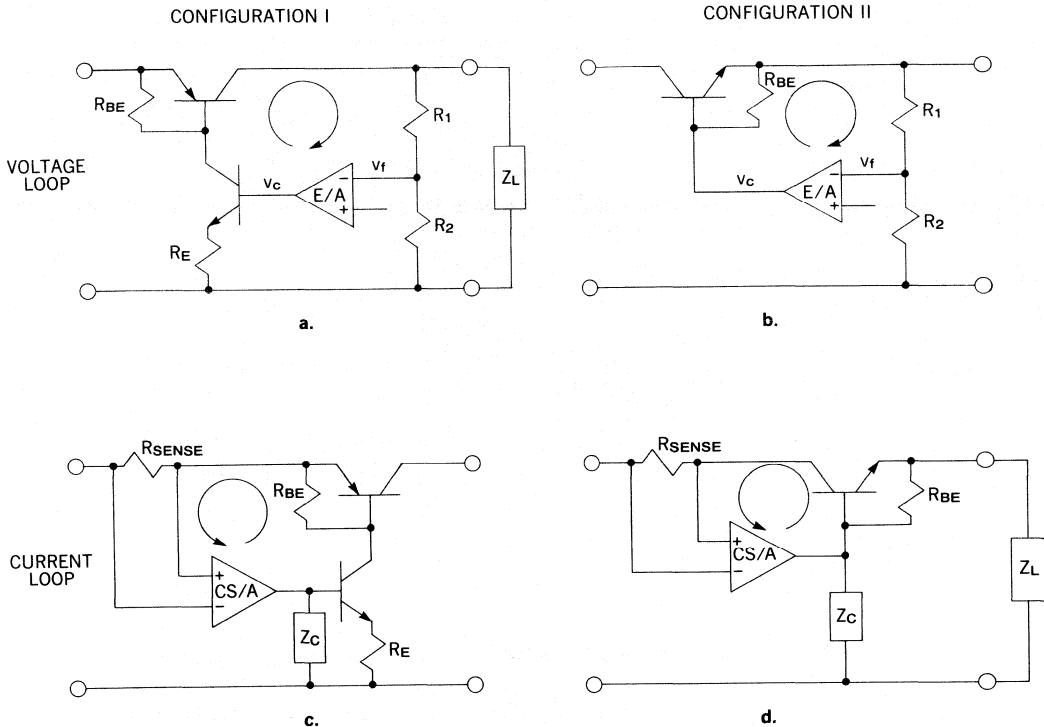 CONFIGURATION I
CONFIGURATION II
VOLTAGE
LOOP
RBE
R1
vc
vf
E/A
-
+
RE
R2
ZL
a.
RBE
R1
vc
vf
E/A
-
+
R2
b.
CURRENT
LOOP
RSENSE
RBE
+
CS/A
-
ZC
RE
c.
RSENSE
RBE
+
CS/A
-
ZC
ZL
d.